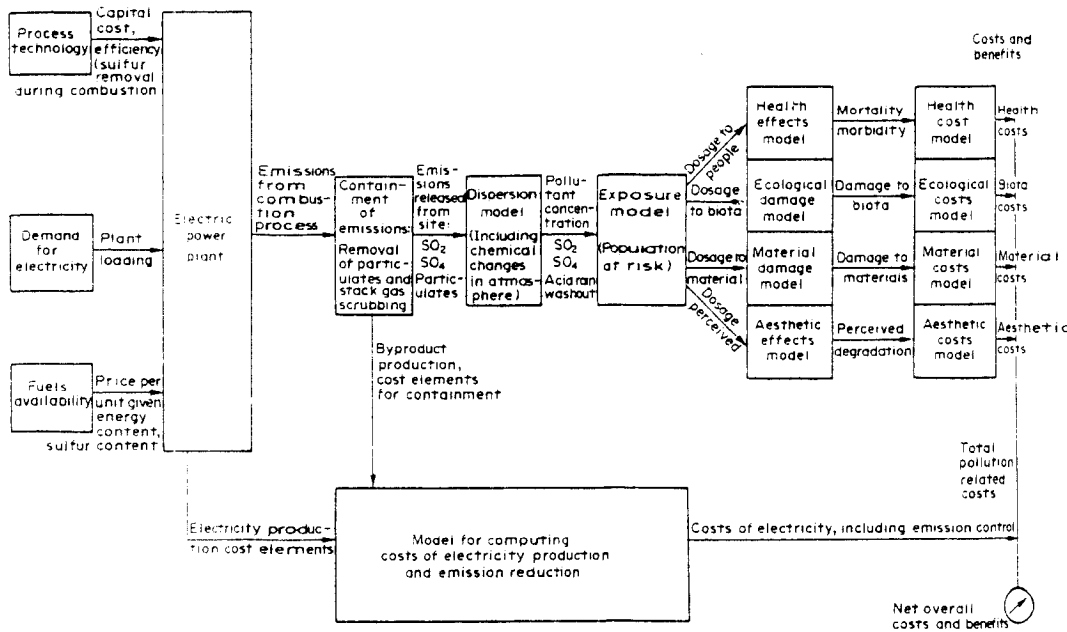 Process
technology
Capital
cost,
efficiency
(sulfur
removal
during combustion
Demand
for
electricity
Plant
loading
Fuels
availability
Price per
unit given
energy
content,
sulfur content
Electric
power
plant
Emissions
from
combus-
tion
process
Contain-
ment
of
emissions:
Removal
of partic-
ulates and
stack gas
scrubbing
Emis-
sions
released
from
site:
SO2
SO4
Partic-
ulates
Dispersion
model
(Including
chemical
changes
in atmos-
phere)
Pollu-
tant
concen-
tration:
SO2
SO4
Acid rain
washout
Exposure
model
(Population
at risk)
Dosage to
people
Dosage
to biota
Dosage to
material
Dosage
perceived
Health
effects
model
Ecological
damage
model
Material
damage
model
Aesthetic
effects
model
Mortality
morbidity
Damage to
biota
Damage to
materials
Perceived
degradation
Health
cost
model
Ecological
costs
model
Material
costs
model
Aesthetic
costs
model
Costs and
benefits
Health
costs
Biota
costs
Material
costs
Aesthetic
costs
Byproduct
production,
cost elements
for containment
Electricity produc-
tion cost elements
Model for computing
costs of electricity production
and emission reduction
Costs of electricity, including emission control
Total
pollution
related
costs
Net overall
costs and benefits